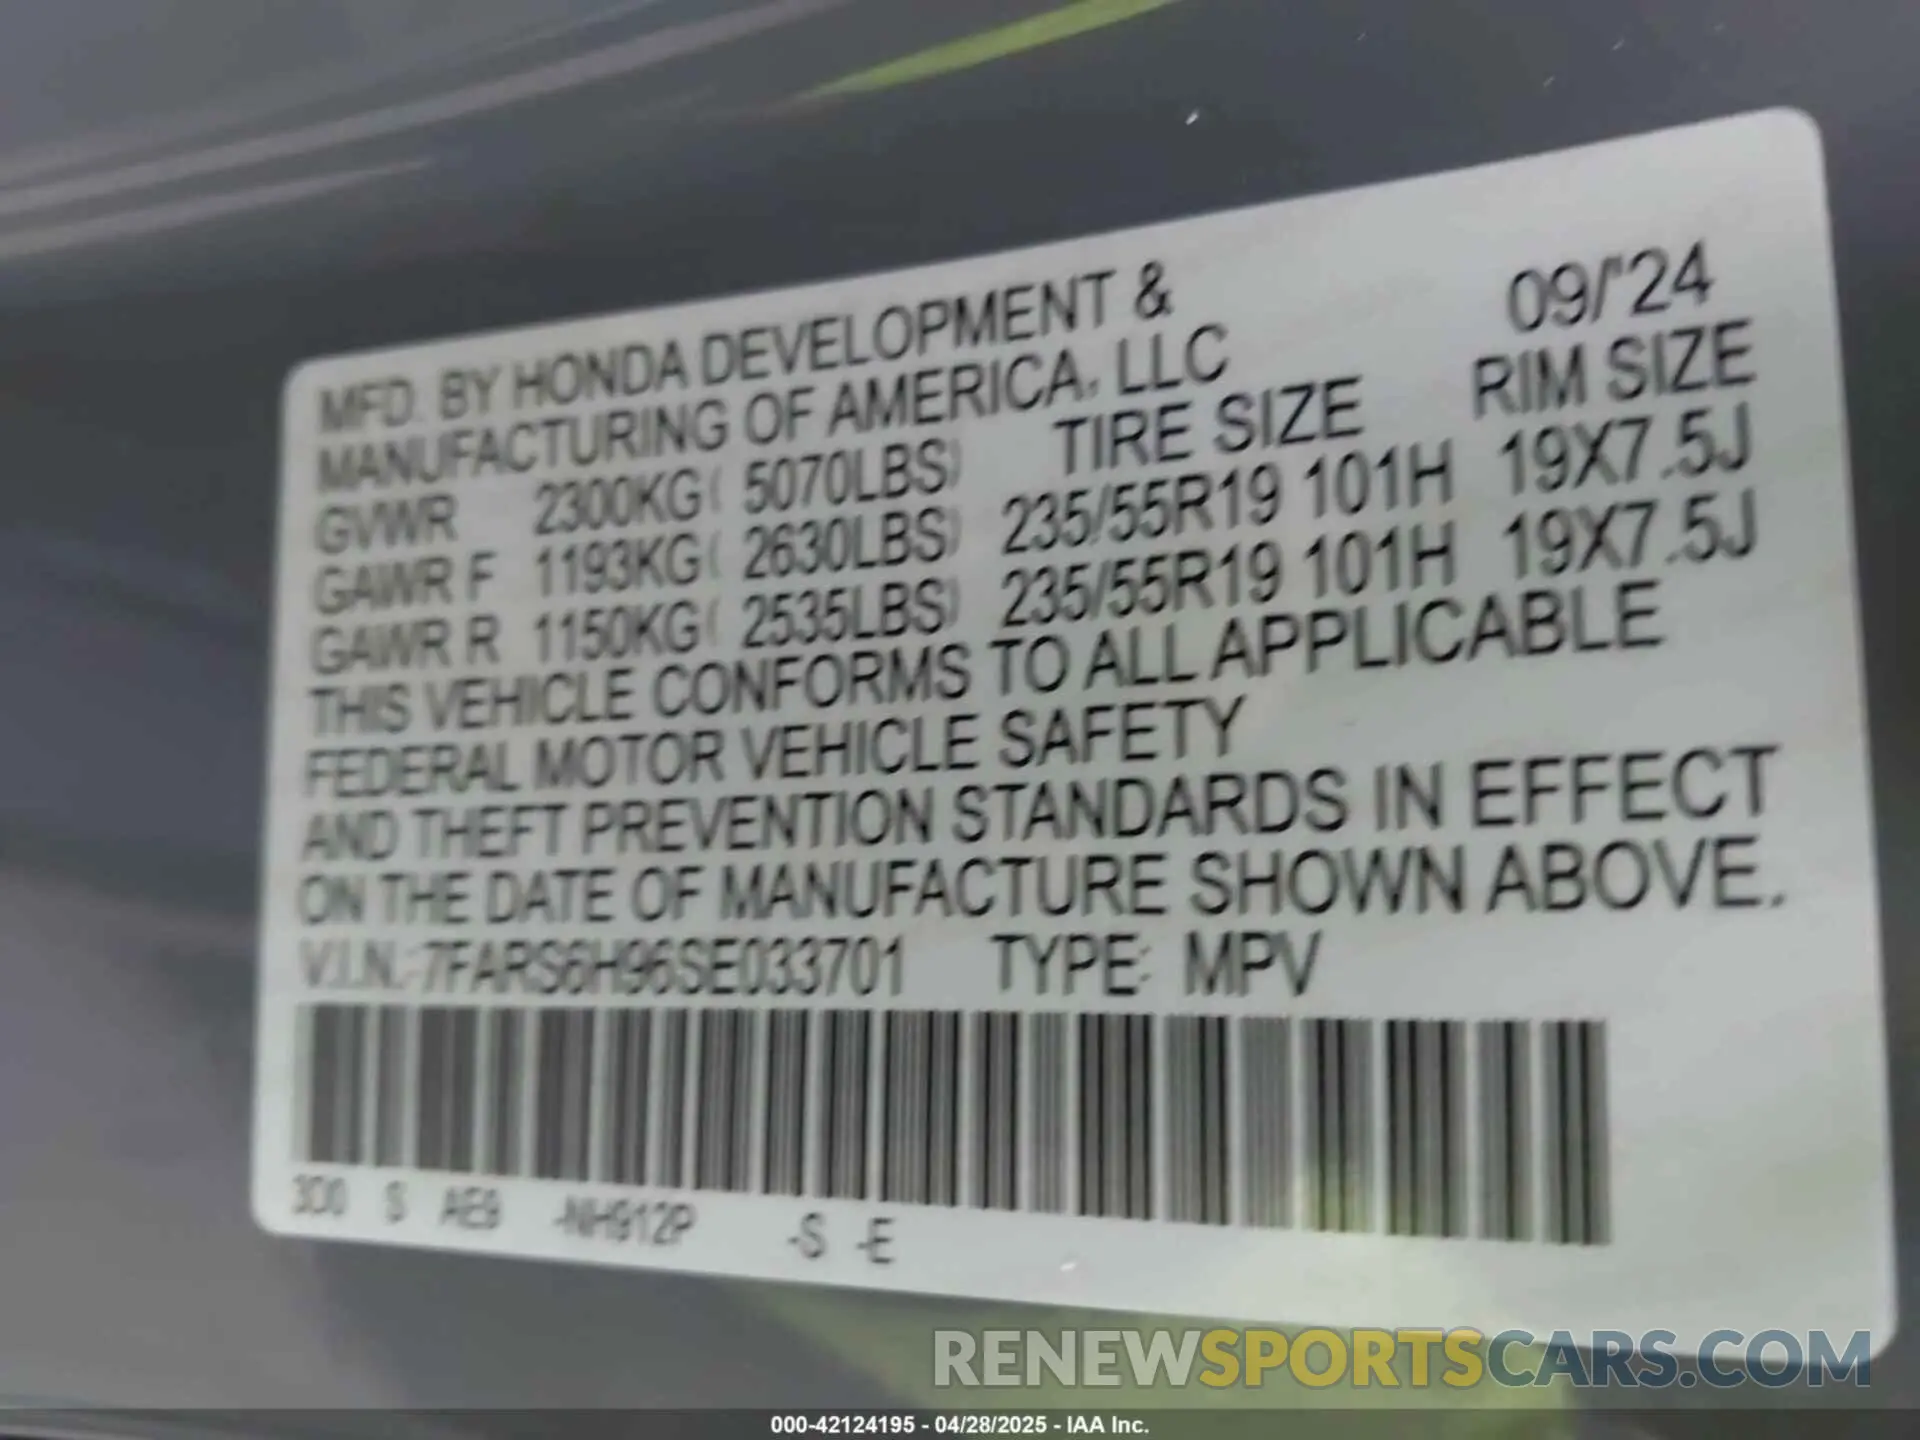 MFD. BY HONDA DEVELOPMENT & 09/'24
MANUFACTURING OF AMERICA, LLC
TIRE SIZE RIM SIZE
GVWR 2300KG( 5070LBS)
GAWR F 1193KG( 2630LBS) 235/55R19 101H 19X7.5J
GAWR R 1150KG( 2535LBS) 235/55R19 101H 19X7.5J
THIS VEHICLE CONFORMS TO ALL APPLICABLE
FEDERAL MOTOR VEHICLE SAFETY
AND THEFT PREVENTION STANDARDS IN EFFECT
ON THE DATE OF MANUFACTURE SHOWN ABOVE.
V.I.N.:7FARS6H96SE033701 TYPE: MPV
3D0 S AE9 -NH912P -S -E
RENEWSPORTSCARS.COM
000-42124195 - 04/28/2025 - IAA Inc.